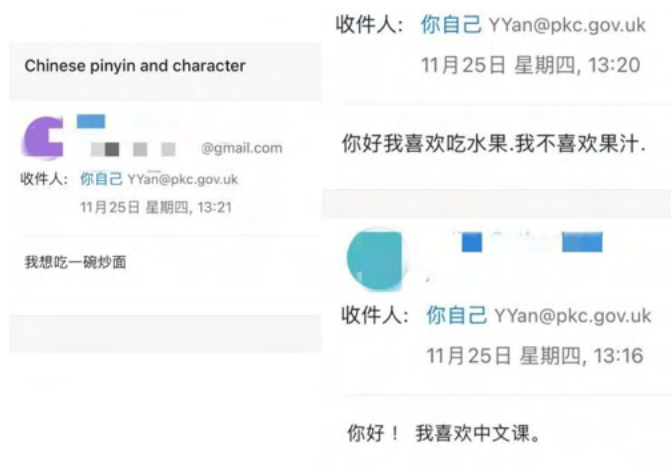 Chinese pinyin and character
@gmail.com
收件人: 你自己 YYan@pkc.gov.uk
11月25日 星期四, 13:21
我想吃一碗炒面
收件人: 你自己 YYan@pkc.gov.uk
11月25日 星期四, 13:20
你好我喜欢吃水果.我不喜欢果汁.
收件人: 你自己 YYan@pkc.gov.uk
11月25日 星期四, 13:16
你好！ 我喜欢中文课。